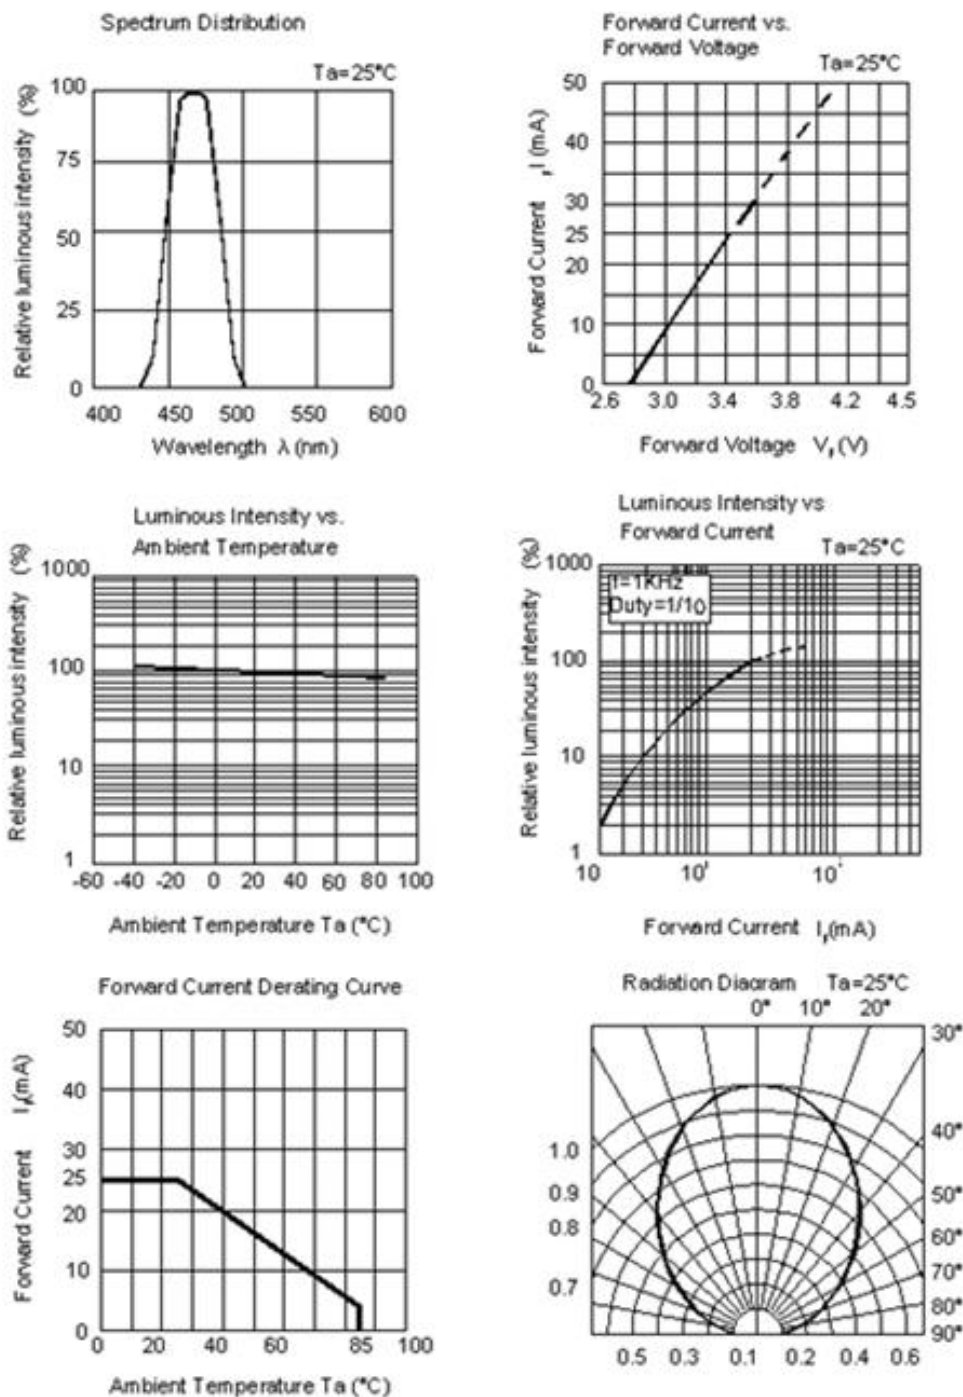 Spectrum Distribution
Ta=25°C
Relative luminous intensity (%)
100
75
50
25
0
400 450 500 550 600
Wavelength λ (nm)
Forward Current vs.
Forward Voltage
Ta=25°C
Forward Current I (mA)
50
40
30
25
20
10
0
2.6 3.0 3.4 3.8 4.2 4.5
Forward Voltage Vf (V)
Luminous Intensity vs.
Ambient Temperature
Relative luminous intensity (%)
1000
100
10
1
-60 -40 -20 0 20 40 60 80 100
Ambient Temperature Ta (°C)
Luminous Intensity vs
Forward Current
Ta=25°C
Relative luminous intensity (%)
1000
100
10
1
f=1KHz
Duty=1/10
10 10 10
Forward Current If(mA)
Forward Current Derating Curve
Forward Current If(mA)
50
40
30
25
20
10
0
0 20 40 60 85 100
Ambient Temperature Ta (°C)
Radiation Diagram Ta=25°C
0° 10° 20°
30°
40°
50°
60°
70°
80°
90°
1.0
0.9
0.8
0.7
0.5 0.3 0.1 0.2 0.4 0.6